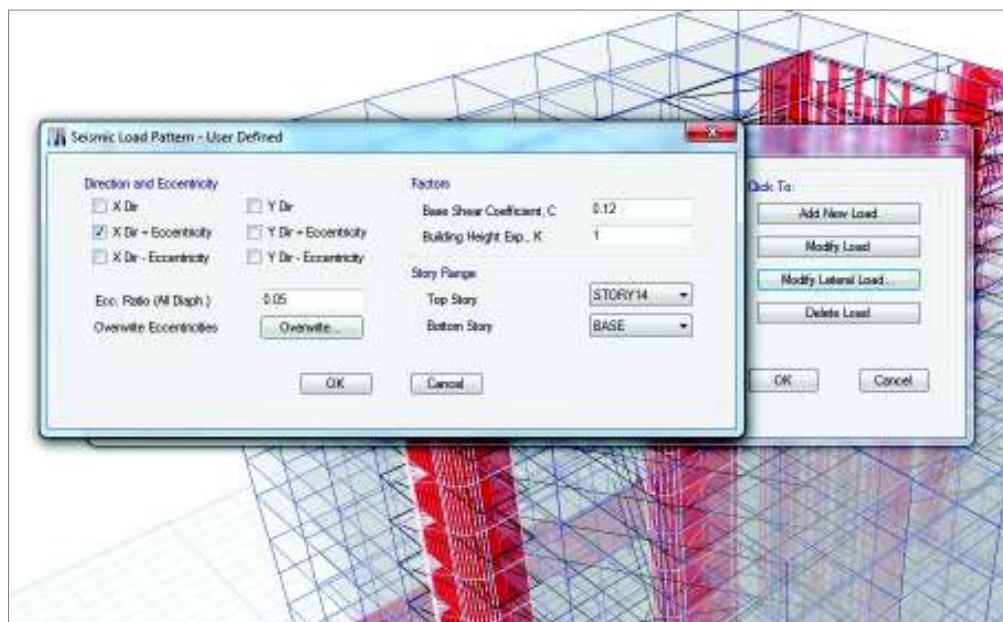 Seismic Load Pattern - User Defined
Direction and Eccentricity
X Dir
Y Dir
X Dir + Eccentricity
Y Dir + Eccentricity
X Dir - Eccentricity
Y Dir - Eccentricity
Ecc. Ratio (All Diaph.)
0.05
Overwrite Eccentricities
Overwrite...
Factors
Base Shear Coefficient, C
0.12
Building Height Exp., K
1
Story Range
Top Story
STORY14
Bottom Story
BASE
OK
Cancel
Click To:
Add New Load
Modify Load
Modify Lateral Load...
Delete Load
OK
Cancel